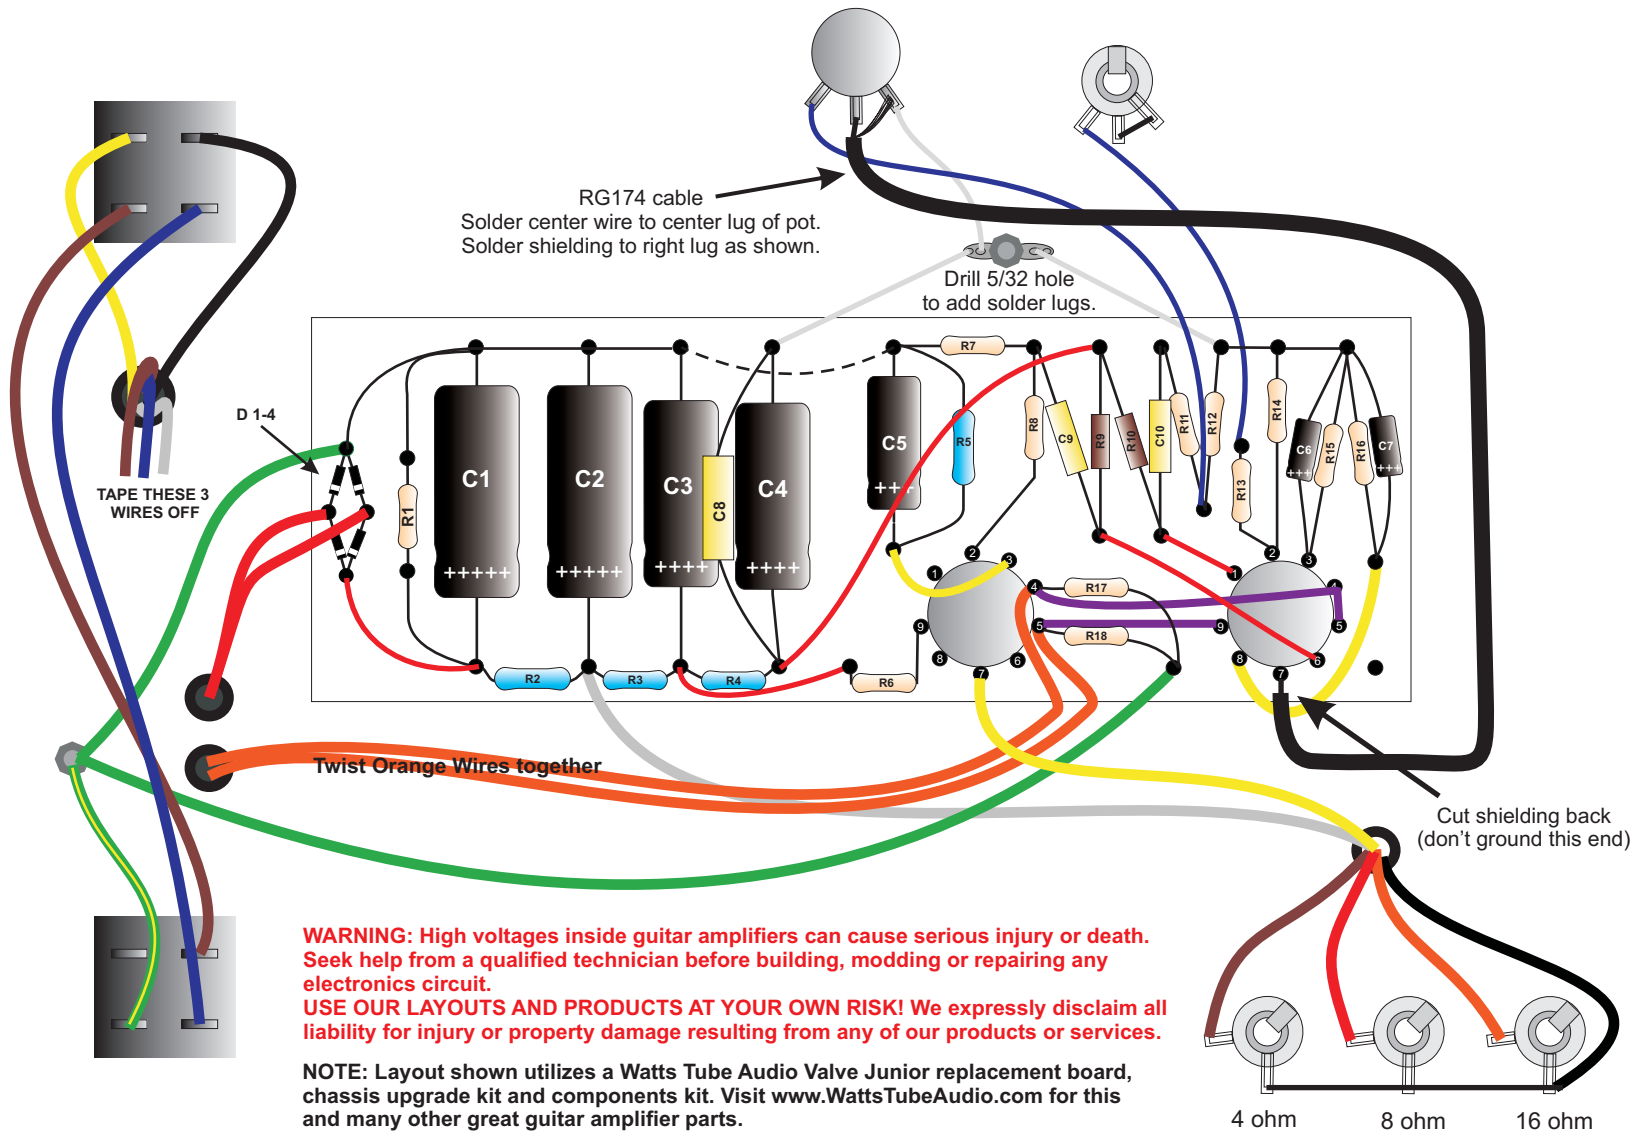 RG174 cable
Solder center wire to center lug of pot.
Solder shielding to right lug as shown.
Drill 5/32 hole
to add solder lugs.
D 1-4
TAPE THESE 3
WIRES OFF
R1
C1
+++++
C2
+++++
C3
++++
C8
C4
++++
C5
+++
R5
R7
R8
C9
R9
R10
C10
R11
R12
R13
R14
C6
+++
R15
R16
C7
+++
R2
R3
R4
R6
R17
R18
1
2
3
4
5
6
7
8
9
1
2
3
4
5
6
7
8
9
Twist Orange Wires together
Cut shielding back
(don't ground this end)
WARNING: High voltages inside guitar amplifiers can cause serious injury or death.
Seek help from a qualified technician before building, modding or repairing any
electronics circuit.
USE OUR LAYOUTS AND PRODUCTS AT YOUR OWN RISK! We expressly disclaim all
liability for injury or property damage resulting from any of our products or services.
NOTE: Layout shown utilizes a Watts Tube Audio Valve Junior replacement board,
chassis upgrade kit and components kit. Visit www.WattsTubeAudio.com for this
and many other great guitar amplifier parts.
4 ohm
8 ohm
16 ohm